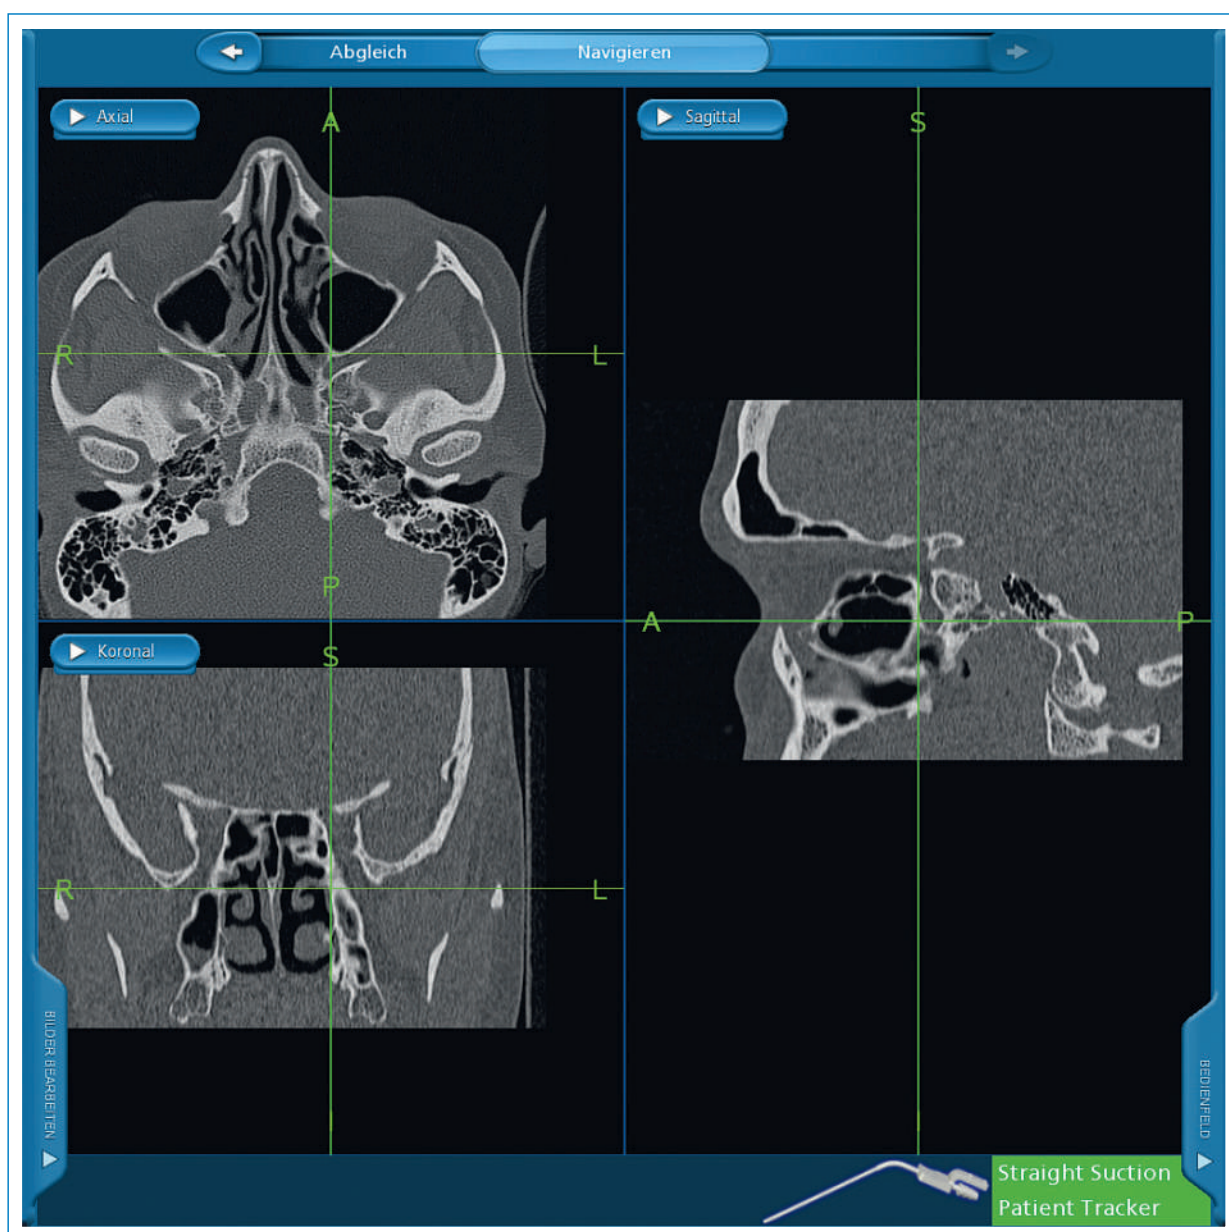 Abgleich Navigieren
Axial
A
R
L
P
Sagittal
S
A
P
Koronal
S
R
L
I
I
BILDER BEARBEITEN
BEDIENFELD
Straight Suction
Patient Tracker